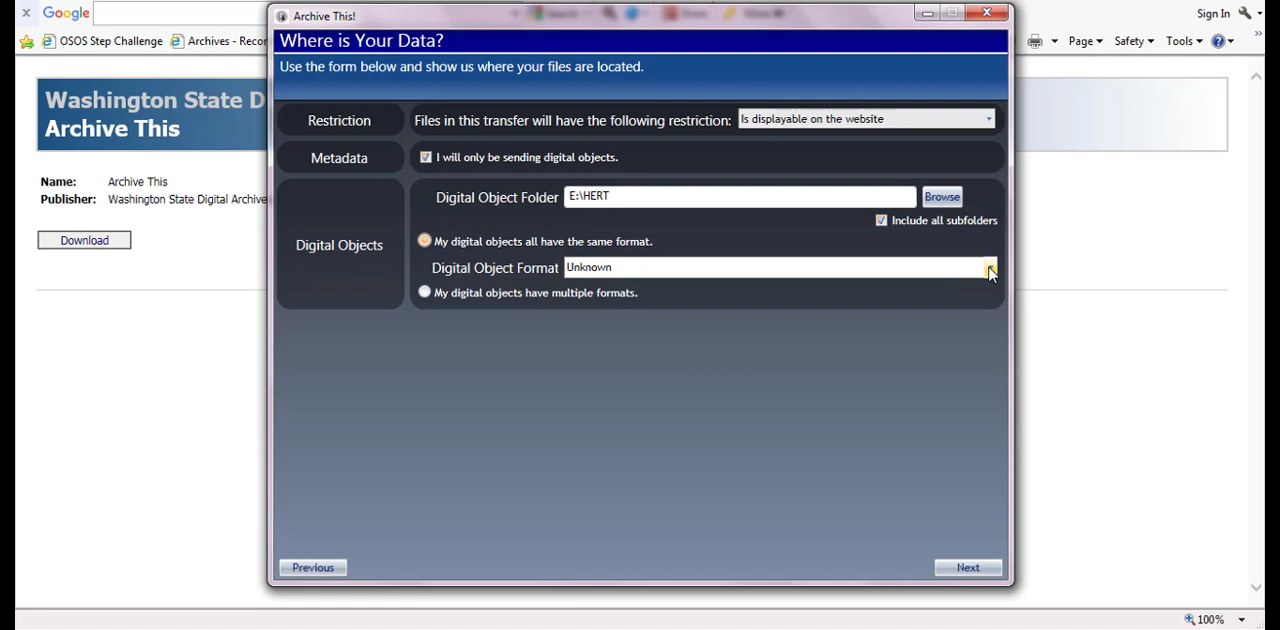 Google
Sign In
OSOS Step Challenge
Archives - Recor
Page
Safety
Tools
Archive This!
Where is Your Data?
Use the form below and show us where your files are located.
Washington State D
Archive This
Name: Archive This
Publisher: Washington State Digital Archive
Download
Restriction
Files in this transfer will have the following restriction: Is displayable on the website
Metadata
I will only be sending digital objects.
Digital Objects
Digital Object Folder E:\HERT Browse
Include all subfolders
My digital objects all have the same format.
Digital Object Format Unknown
My digital objects have multiple formats.
Previous
Next
100%